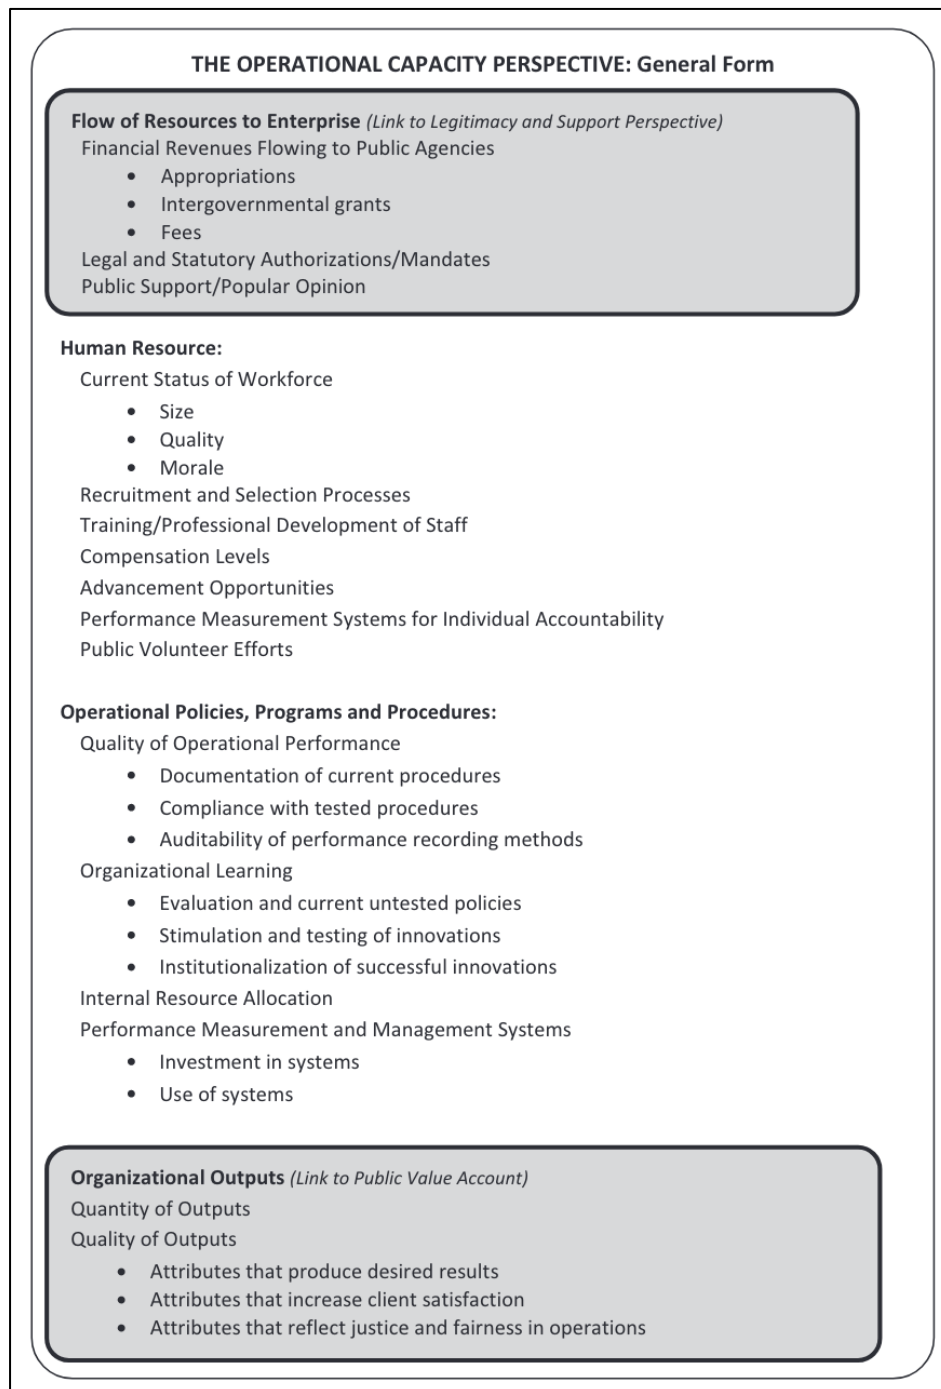 THE OPERATIONAL CAPACITY PERSPECTIVE: General Form
Flow of Resources to Enterprise (Link to Legitimacy and Support Perspective)
Financial Revenues Flowing to Public Agencies
• Appropriations
• Intergovernmental grants
• Fees
Legal and Statutory Authorizations/Mandates
Public Support/Popular Opinion
Human Resource:
Current Status of Workforce
• Size
• Quality
• Morale
Recruitment and Selection Processes
Training/Professional Development of Staff
Compensation Levels
Advancement Opportunities
Performance Measurement Systems for Individual Accountability
Public Volunteer Efforts
Operational Policies, Programs and Procedures:
Quality of Operational Performance
• Documentation of current procedures
• Compliance with tested procedures
• Auditability of performance recording methods
Organizational Learning
• Evaluation and current untested policies
• Stimulation and testing of innovations
• Institutionalization of successful innovations
Internal Resource Allocation
Performance Measurement and Management Systems
• Investment in systems
• Use of systems
Organizational Outputs (Link to Public Value Account)
Quantity of Outputs
Quality of Outputs
• Attributes that produce desired results
• Attributes that increase client satisfaction
• Attributes that reflect justice and fairness in operations